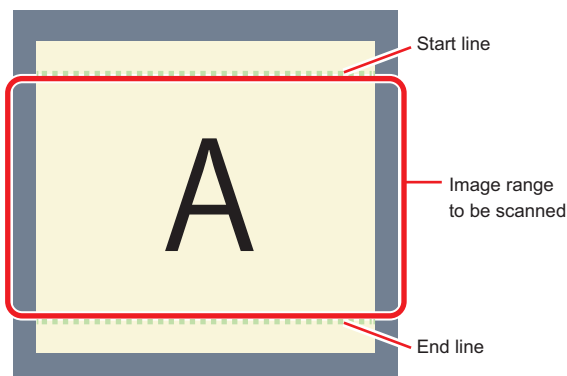 Start line
A
Image range
to be scanned
End line